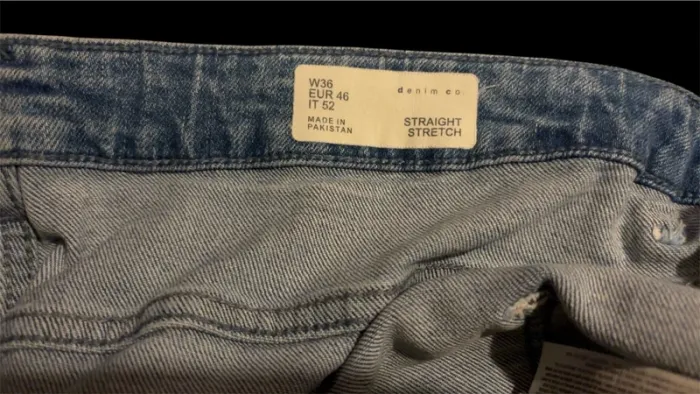 W36
EUR 46
IT 52
MADE IN
PAKISTAN
denim co.
STRAIGHT
STRETCH